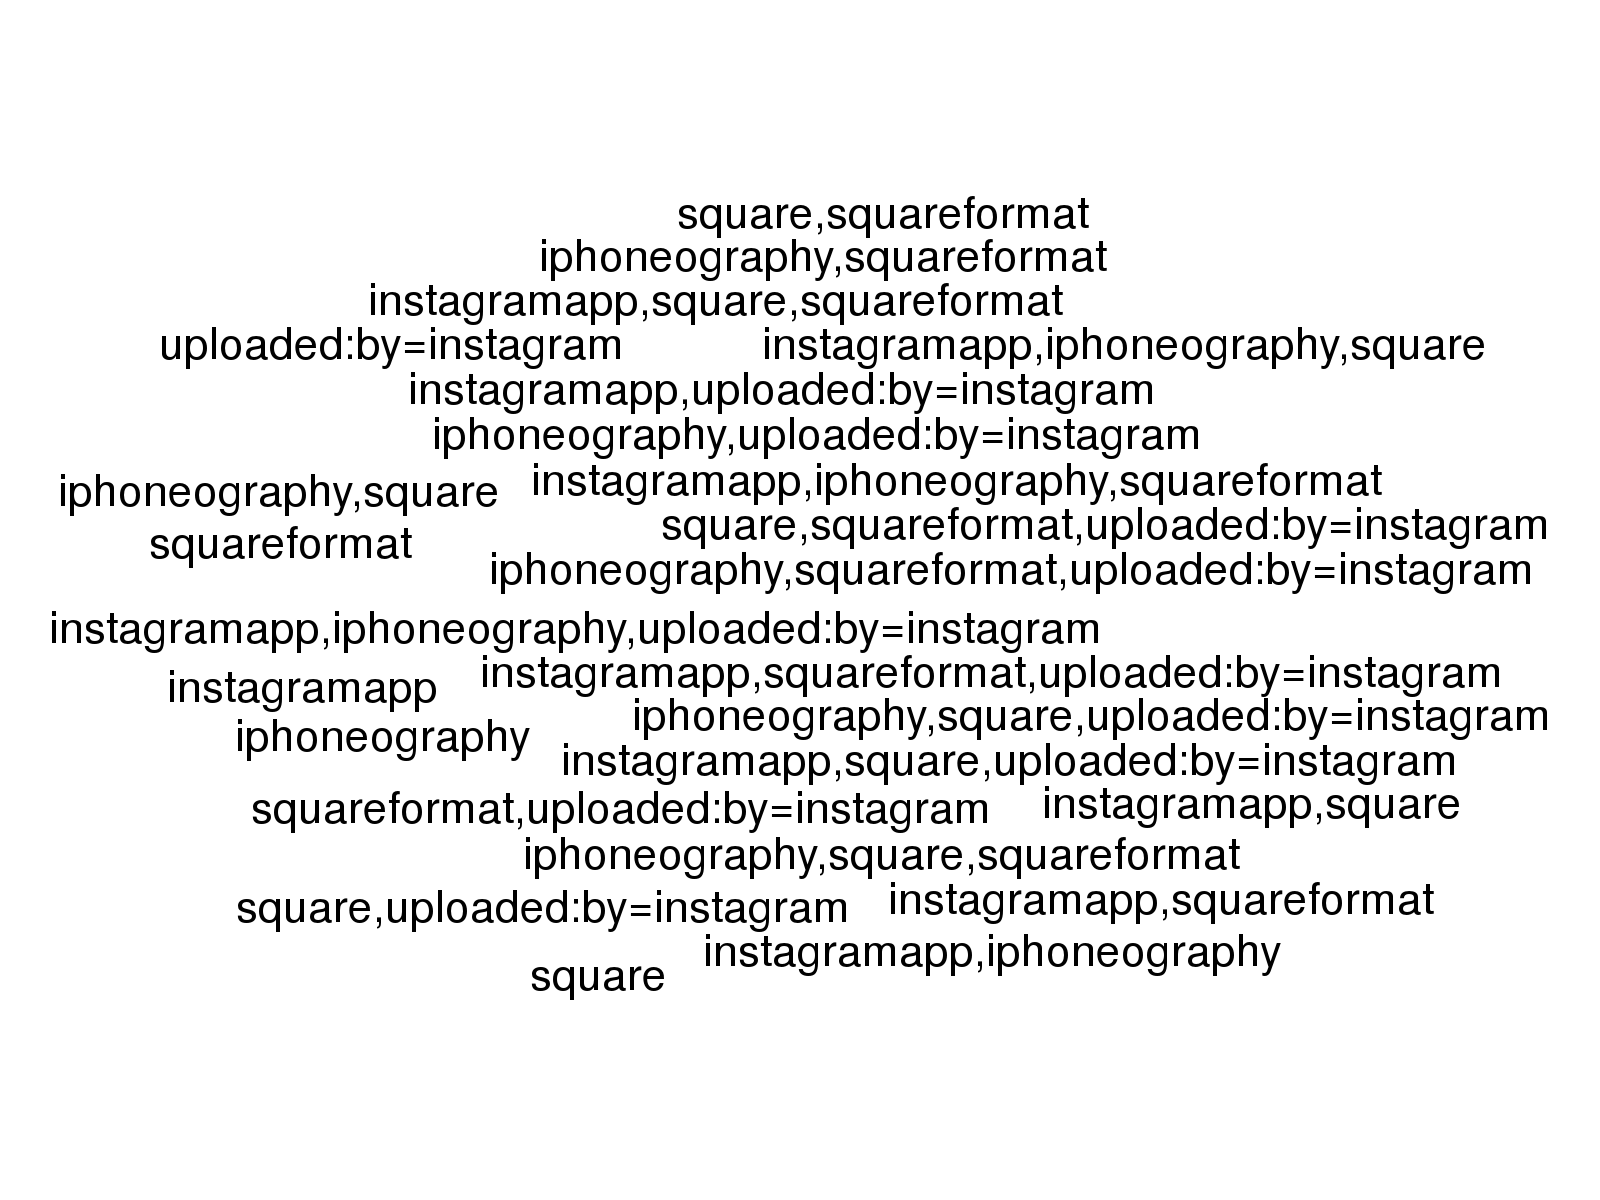 square,squareformat
iphoneography,squareformat
instagramapp,square,squareformat
uploaded:by=instagram
instagramapp,iphoneography,square
instagramapp,uploaded:by=instagram
iphoneography,uploaded:by=instagram
iphoneography,square
instagramapp,iphoneography,squareformat
square,squareformat,uploaded:by=instagram
squareformat
iphoneography,squareformat,uploaded:by=instagram
instagramapp,iphoneography,uploaded:by=instagram
instagramapp,squareformat,uploaded:by=instagram
instagramapp
iphoneography,square,uploaded:by=instagram
iphoneography
instagramapp,square,uploaded:by=instagram
squareformat,uploaded:by=instagram
instagramapp,square
iphoneography,square,squareformat
square,uploaded:by=instagram
instagramapp,squareformat
instagramapp,iphoneography
square